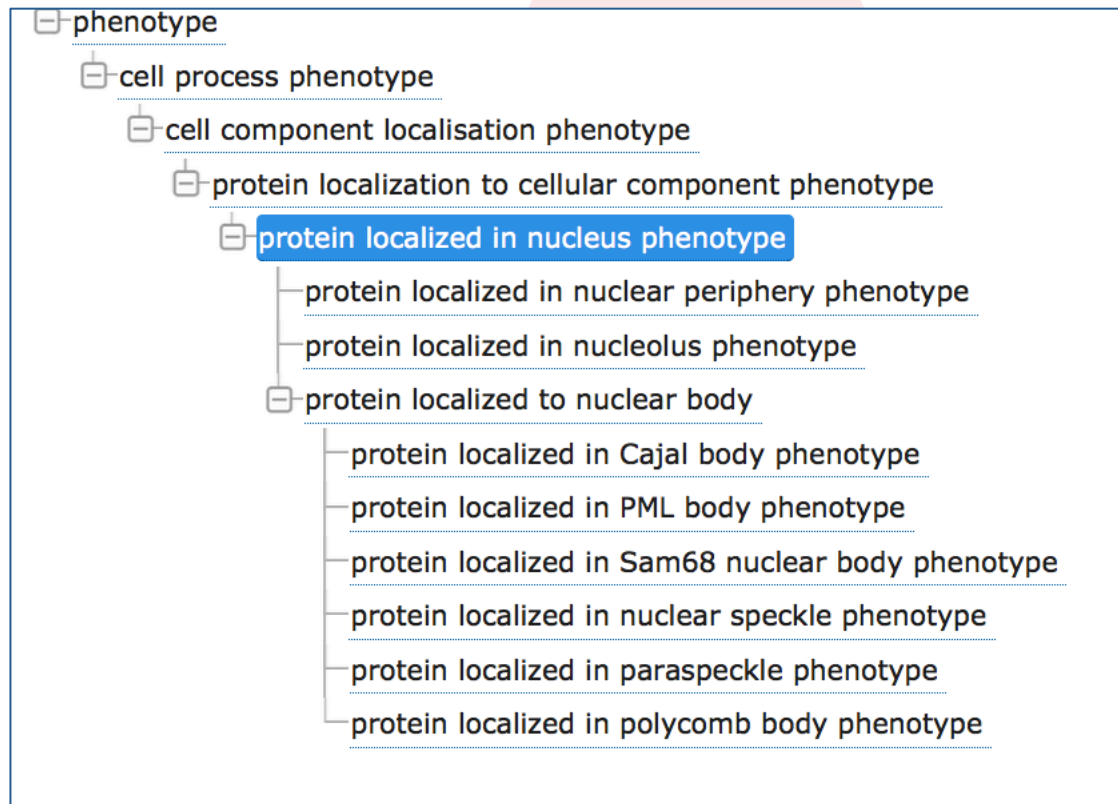 phenotype
cell process phenotype
cell component localisation phenotype
protein localization to cellular component phenotype
protein localized in nucleus phenotype
protein localized in nuclear periphery phenotype
protein localized in nucleolus phenotype
protein localized to nuclear body
protein localized in Cajal body phenotype
protein localized in PML body phenotype
protein localized in Sam68 nuclear body phenotype
protein localized in nuclear speckle phenotype
protein localized in paraspeckle phenotype
protein localized in polycomb body phenotype